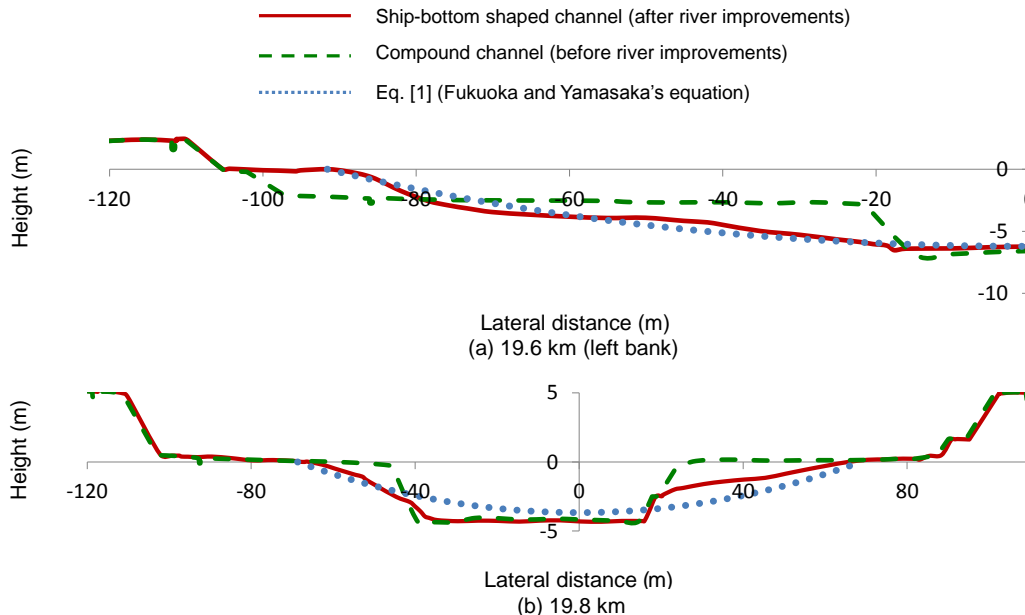 Ship-bottom shaped channel (after river improvements)
Compound channel (before river improvements)
Eq. [1] (Fukuoka and Yamasaka's equation)
Height (m)
0
-120 -100 -80 -60 -40 -20
-5
-10
Lateral distance (m)
(a) 19.6 km (left bank)
Height (m)
5
0
-120 -80 -40 0 40 80
-5
Lateral distance (m)
(b) 19.8 km